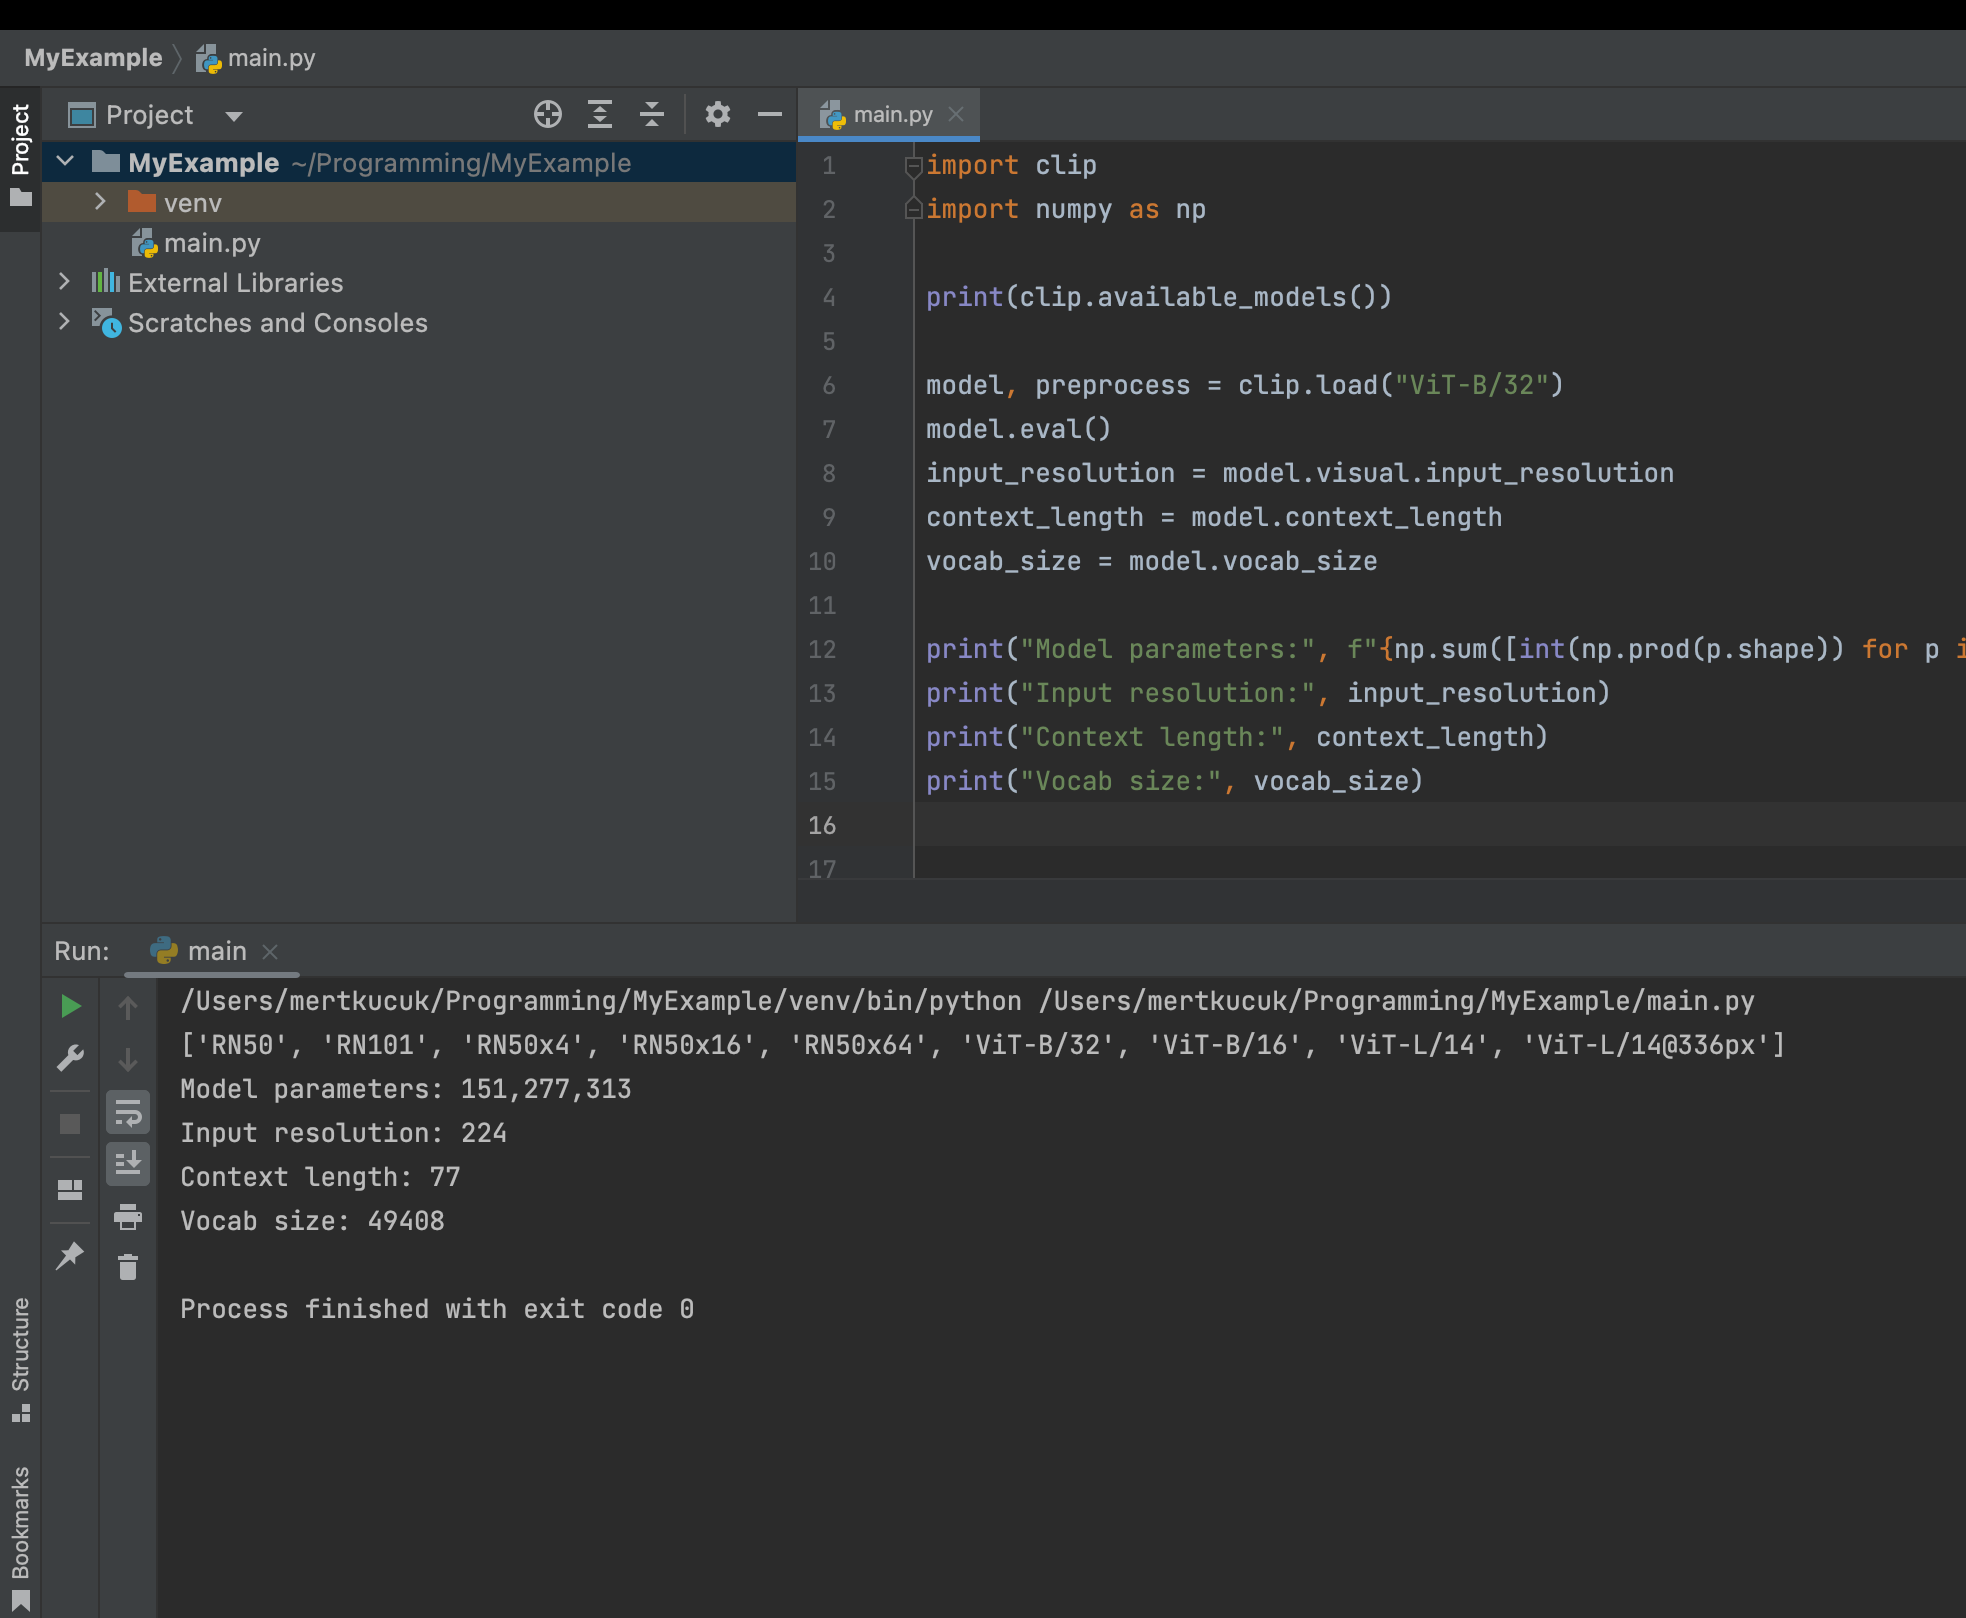 MyExample main.py
Project
Project
main.py
MyExample ~/Programming/MyExample
venv
main.py
External Libraries
Scratches and Consoles
1 import clip
2 import numpy as np
3
4 print(clip.available_models())
5
6 model, preprocess = clip.load("ViT-B/32")
7 model.eval()
8 input_resolution = model.visual.input_resolution
9 context_length = model.context_length
10 vocab_size = model.vocab_size
11
12 print("Model parameters:", f"{np.sum([int(np.prod(p.shape)) for p i
13 print("Input resolution:", input_resolution)
14 print("Context length:", context_length)
15 print("Vocab size:", vocab_size)
16
17
Run: main
/Users/mertkucuk/Programming/MyExample/venv/bin/python /Users/mertkucuk/Programming/MyExample/main.py
['RN50', 'RN101', 'RN50x4', 'RN50x16', 'RN50x64', 'ViT-B/32', 'ViT-B/16', 'ViT-L/14', 'ViT-L/14@336px']
Model parameters: 151,277,313
Input resolution: 224
Context length: 77
Vocab size: 49408
Process finished with exit code 0
Structure
Bookmarks